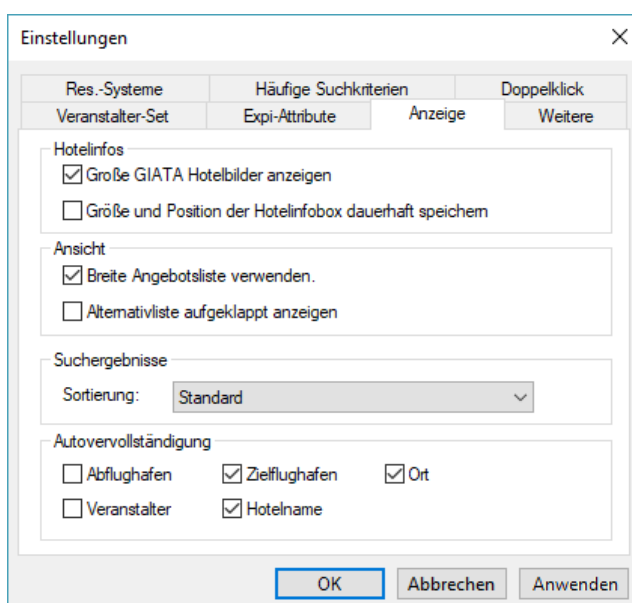 Einstellungen
Res.-Systeme Häufige Suchkriterien Doppelklick
Veranstalter-Set Expi-Attribute Anzeige Weitere
Hotelinfos
Große GIATA Hotelbilder anzeigen
Größe und Position der Hotelinfobox dauerhaft speichern
Ansicht
Breite Angebotsliste verwenden.
Alternativliste aufgeklappt anzeigen
Suchergebnisse
Sortierung: Standard
Autovervollständigung
Abflughafen Zielflughafen Ort
Veranstalter Hotelname
OK Abbrechen Anwenden